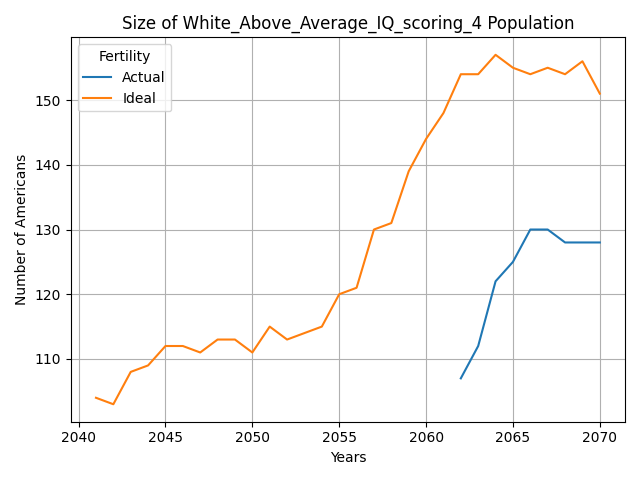 Size of White_Above_Average_IQ_scoring_4 Population
Fertility
Actual
Ideal
Number of Americans
150
140
130
120
110
2040 2045 2050 2055 2060 2065 2070
Years